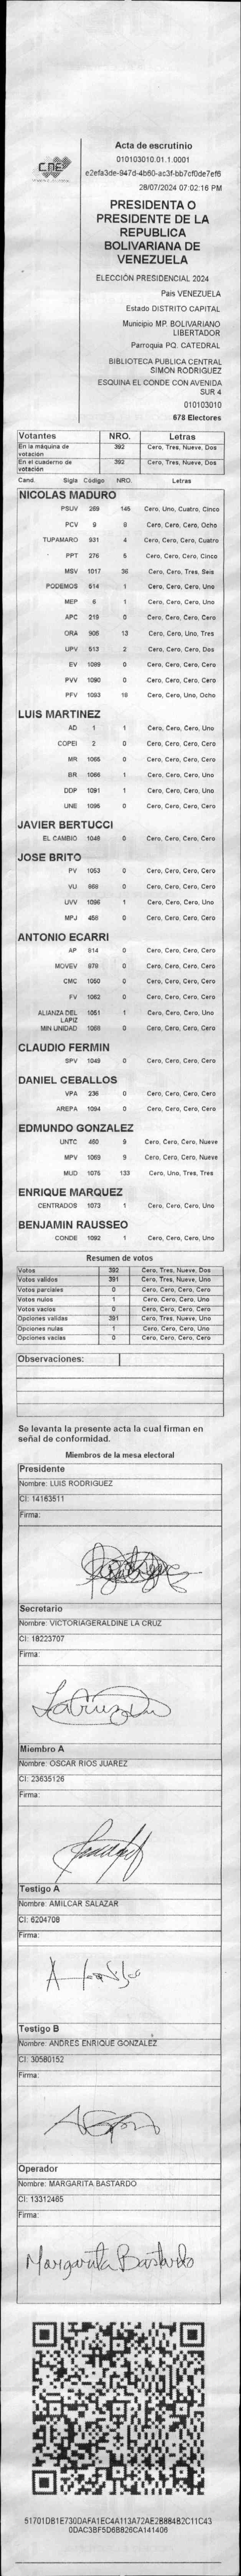 CNE
Acta de escrutinio
010103010.01.1.0001
e2efa3de-947d-4b60-ac3f-bb7cf0de7ef6
28/07/2024 07:02:16 PM
PRESIDENTA O
PRESIDENTE DE LA
REPUBLICA
BOLIVARIANA DE
VENEZUELA
ELECCIÓN PRESIDENCIAL 2024
Pais VENEZUELA
Estado DISTRITO CAPITAL
Municipio MP. BOLIVARIANO
LIBERTADOR
Parroquia PQ. CATEDRAL
BIBLIOTECA PUBLICA CENTRAL
SIMON RODRIGUEZ
ESQUINA EL CONDE CON AVENIDA
SUR 4
010103010
678 Electores
Votantes NRO. Letras
En la máquina de votación 392 Cero, Tres, Nueve, Dos
En el cuaderno de votación 392 Cero, Tres, Nueve, Dos
Cand. Sigla Código NRO. Letras
NICOLAS MADURO
PSUV 269 145 Cero, Uno, Cuatro, Cinco
PCV 9 8 Cero, Cero, Cero, Ocho
TUPAMARO 931 4 Cero, Cero, Cero, Cuatro
PPT 276 5 Cero, Cero, Cero, Cinco
MSV 1017 36 Cero, Cero, Tres, Seis
PODEMOS 514 1 Cero, Cero, Cero, Uno
MEP 6 1 Cero, Cero, Cero, Uno
APC 219 0 Cero, Cero, Cero, Cero
ORA 906 13 Cero, Cero, Uno, Tres
UPV 513 2 Cero, Cero, Cero, Dos
EV 1089 0 Cero, Cero, Cero, Cero
PVV 1090 0 Cero, Cero, Cero, Cero
PFV 1093 18 Cero, Cero, Uno, Ocho
LUIS MARTINEZ
AD 1 1 Cero, Cero, Cero, Uno
COPEI 2 0 Cero, Cero, Cero, Cero
MR 1065 0 Cero, Cero, Cero, Cero
BR 1066 1 Cero, Cero, Cero, Uno
DDP 1091 1 Cero, Cero, Cero, Uno
UNE 1095 0 Cero, Cero, Cero, Cero
JAVIER BERTUCCI
EL CAMBIO 1048 0 Cero, Cero, Cero, Cero
JOSE BRITO
PV 1053 0 Cero, Cero, Cero, Cero
VU 868 0 Cero, Cero, Cero, Cero
UVV 1096 1 Cero, Cero, Cero, Uno
MPJ 458 0 Cero, Cero, Cero, Cero
ANTONIO ECARRI
AP 814 0 Cero, Cero, Cero, Cero
MOVEV 978 0 Cero, Cero, Cero, Cero
CMC 1050 0 Cero, Cero, Cero, Cero
FV 1062 0 Cero, Cero, Cero, Cero
ALIANZA DEL LAPIZ 1051 1 Cero, Cero, Cero, Uno
MIN UNIDAD 1068 0 Cero, Cero, Cero, Cero
CLAUDIO FERMIN
SPV 1049 0 Cero, Cero, Cero, Cero
DANIEL CEBALLOS
VPA 236 0 Cero, Cero, Cero, Cero
AREPA 1094 0 Cero, Cero, Cero, Cero
EDMUNDO GONZALEZ
UNTC 460 9 Cero, Cero, Cero, Nueve
MPV 1069 9 Cero, Cero, Cero, Nueve
MUD 1075 133 Cero, Uno, Tres, Tres
ENRIQUE MARQUEZ
CENTRADOS 1073 1 Cero, Cero, Cero, Uno
BENJAMIN RAUSSEO
CONDE 1092 1 Cero, Cero, Cero, Uno
Resumen de votos
Votos 392 Cero, Tres, Nueve, Dos
Votos validos 391 Cero, Tres, Nueve, Uno
Votos parciales 0 Cero, Cero, Cero, Cero
Votos nulos 1 Cero, Cero, Cero, Uno
Votos vacios 0 Cero, Cero, Cero, Cero
Opciones validas 391 Cero, Tres, Nueve, Uno
Opciones nulas 1 Cero, Cero, Cero, Uno
Opciones vacias 0 Cero, Cero, Cero, Cero
Observaciones:
Se levanta la presente acta la cual firman en
señal de conformidad.
Miembros de la mesa electoral
Presidente
Nombre: LUIS RODRIGUEZ
CI: 14163511
Firma:
Secretario
Nombre: VICTORIAGERALDINE LA CRUZ
CI: 18223707
Firma:
Miembro A
Nombre: OSCAR RIOS JUAREZ
CI: 23635126
Firma:
Testigo A
Nombre: AMILCAR SALAZAR
CI: 6204708
Firma:
Testigo B
Nombre: ANDRES ENRIQUE GONZALEZ
CI: 30580152
Firma:
Operador
Nombre: MARGARITA BASTARDO
CI: 13312465
Firma:
Margarita Bastardo
51701DB1E730DAFA1EC4A113A72AE2B884B2C11C43
0DAC3BF5D6B826CA141406